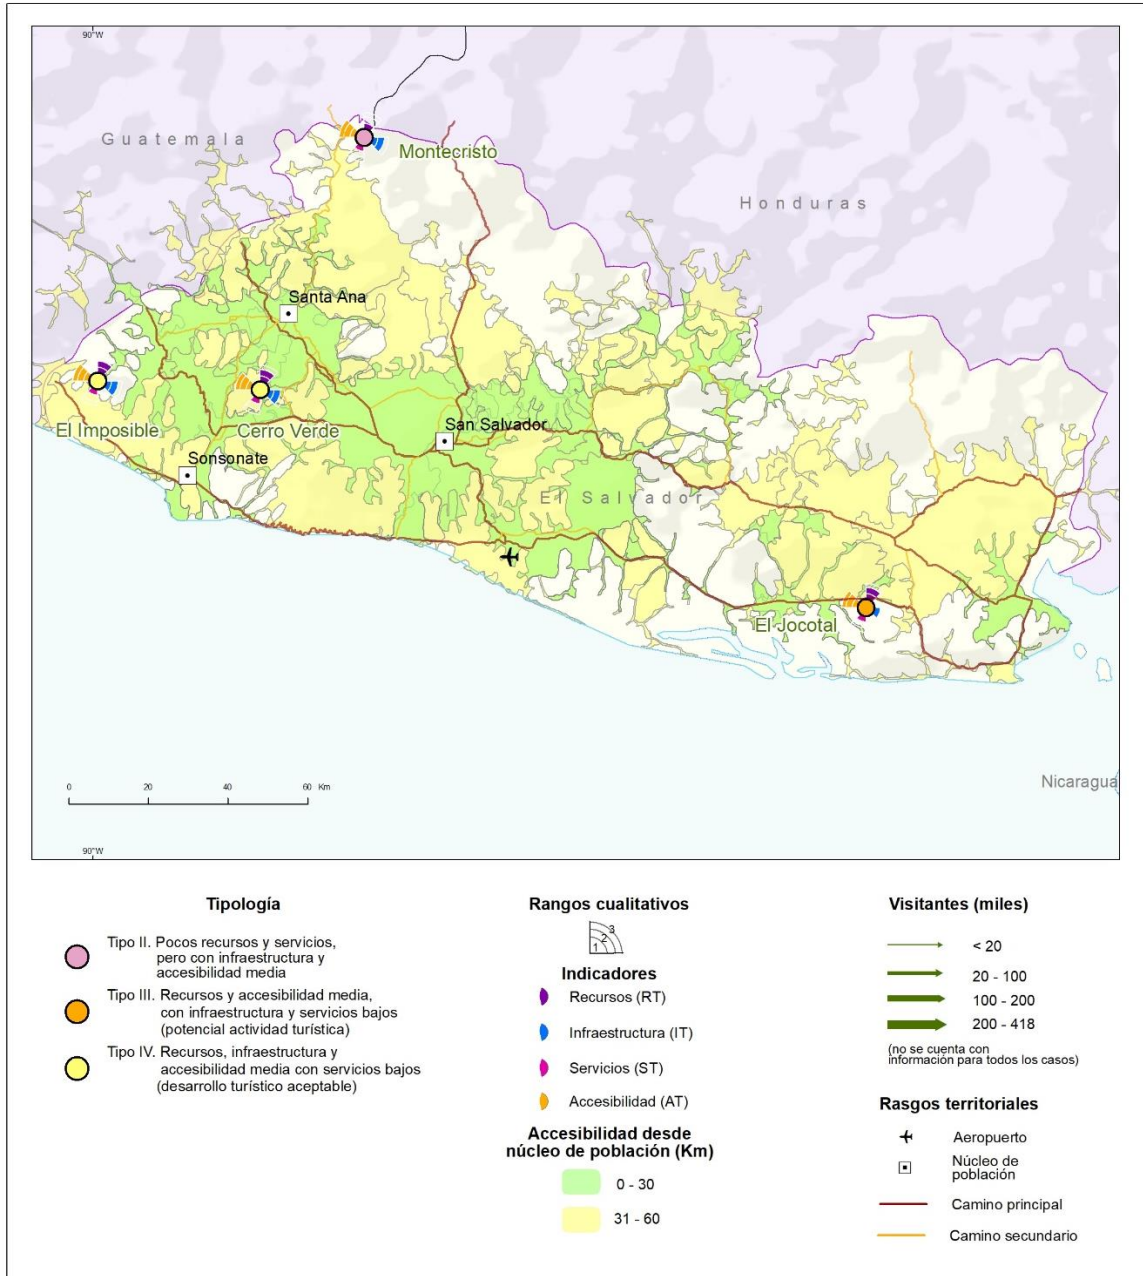 90°W
Guatemala
Montecristo
Honduras
Santa Ana
El Imposible
Cerro Verde
San Salvador
Sonsonate
El Salvador
El Jocotal
Nicaragua
0 20 40 60 Km
90°W
Tipología
Tipo II. Pocos recursos y servicios,
pero con infraestructura y
accesibilidad media
Tipo III. Recursos y accesibilidad media,
con infraestructura y servicios bajos
(potencial actividad turística)
Tipo IV. Recursos, infraestructura y
accesibilidad media con servicios bajos
(desarrollo turístico aceptable)
Rangos cualitativos
1 2 3
Indicadores
Recursos (RT)
Infraestructura (IT)
Servicios (ST)
Accesibilidad (AT)
Accesibilidad desde
núcleo de población (Km)
0 - 30
31 - 60
Visitantes (miles)
< 20
20 - 100
100 - 200
200 - 418
(no se cuenta con
información para todos los casos)
Rasgos territoriales
Aeropuerto
Núcleo de
población
Camino principal
Camino secundario